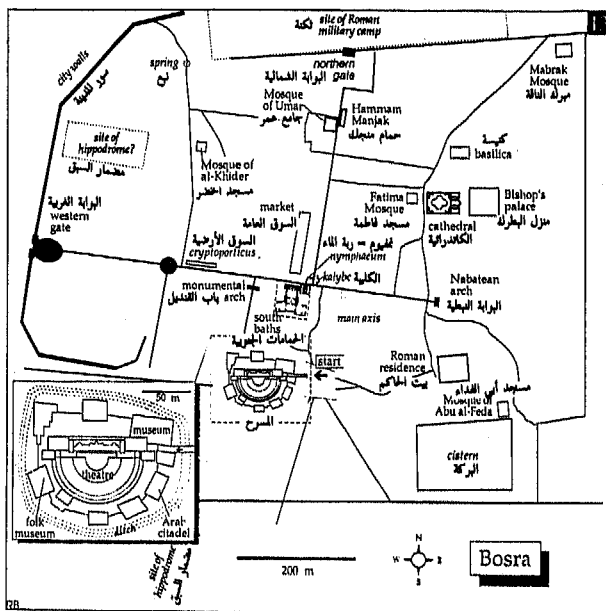 site of Roman
military camp
ثكنة
city walls
سور المدينة
spring
northern
gate
البوابة الشمالية
Mabrak
Mosque
مبرك الناقة
Mosque
of Umar
جامع عمر
Hammam
Manjak
حمام منجك
site of
hippodrome?
مضمار السبق
كنيسة
basilica
Mosque of
al-Khider
مسجد الخضر
البوابة الغربية
western
gate
market
السوق العامة
Fatima
Mosque
مسجد فاطمة
cathedral
الكاتدرائية
Bishop's
palace
منزل البطرك
السوق الأرضية
cryptoporticus
nymphaeum
kalybe
الكليبة
monumental
arch
باب القنديل
Nabatean
arch
البوابة النبطية
south
baths
الحمامات الجنوبية
main axis
start
Roman
residence
بيت الحاكم
مسجد أبي الفداء
Mosque of
Abu al-Feda
المسرح
cistern
البركة
50 m
museum
theatre
folk
museum
Arab
citadel
ditch
site of
hippodrome
مضمار السبق
200 m
N
W
S
Bosra
RB